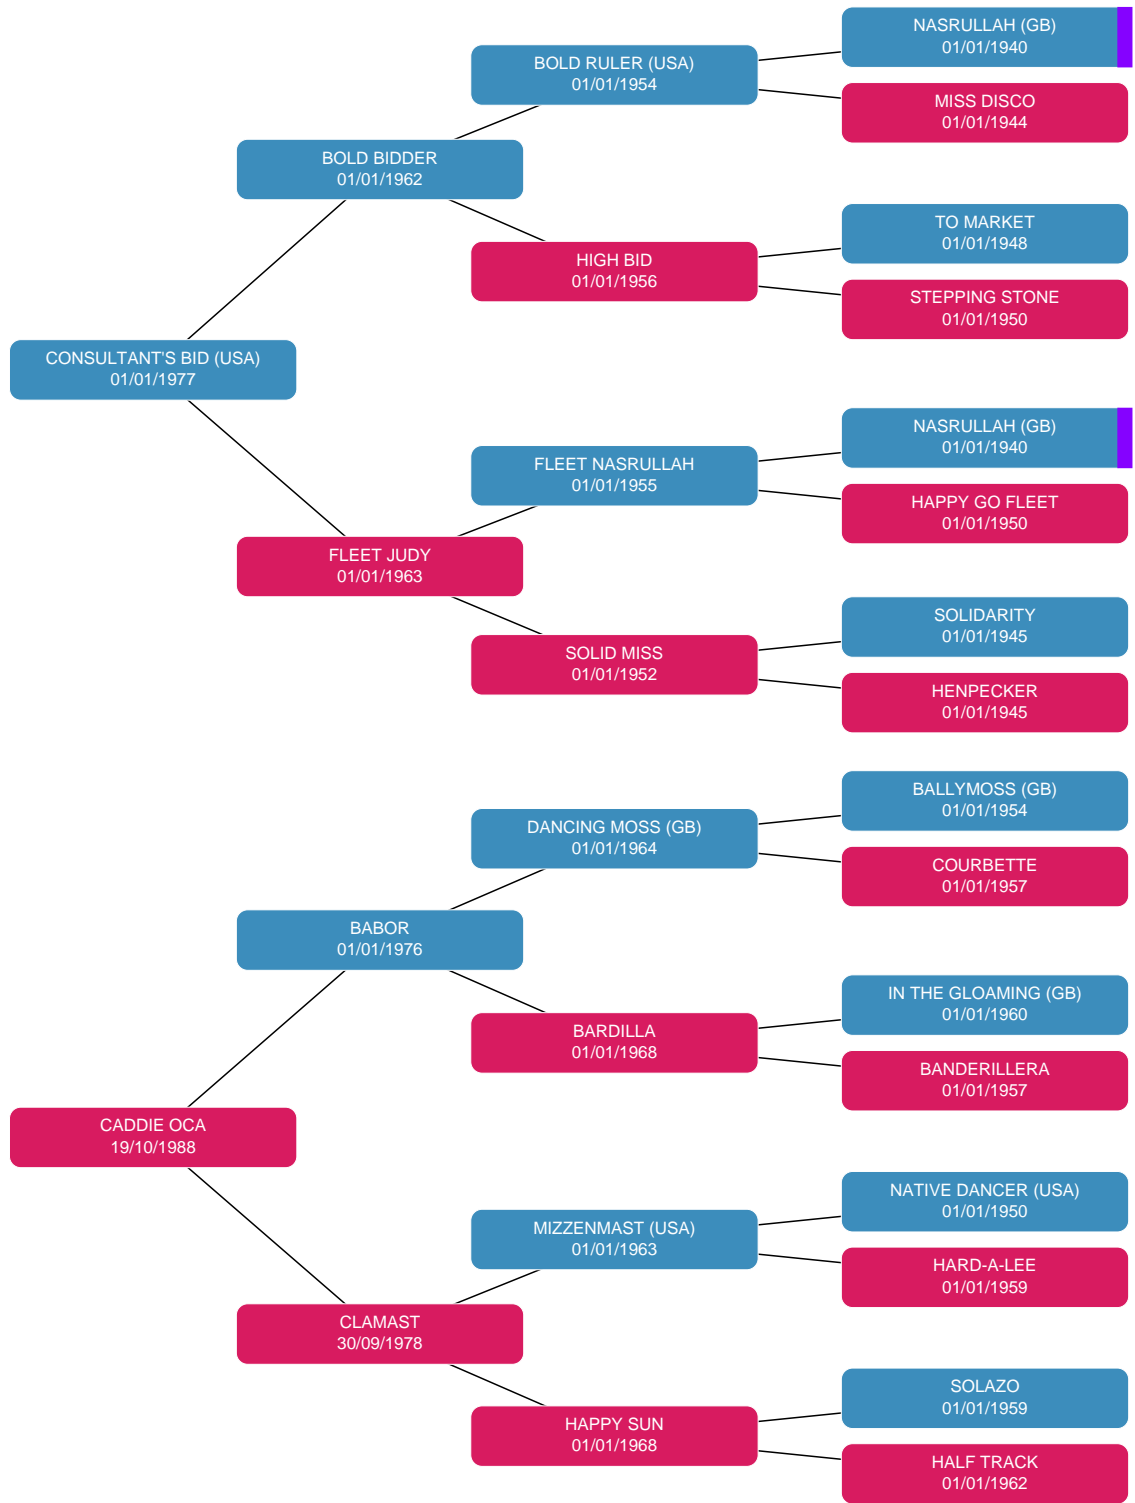 NASRULLAH (GB)
01/01/1940
BOLD RULER (USA)
01/01/1954
MISS DISCO
01/01/1944
BOLD BIDDER
01/01/1962
TO MARKET
01/01/1948
HIGH BID
01/01/1956
STEPPING STONE
01/01/1950
CONSULTANT'S BID (USA)
01/01/1977
NASRULLAH (GB)
01/01/1940
FLEET NASRULLAH
01/01/1955
HAPPY GO FLEET
01/01/1950
FLEET JUDY
01/01/1963
SOLIDARITY
01/01/1945
SOLID MISS
01/01/1952
HENPECKER
01/01/1945
BALLYMOSS (GB)
01/01/1954
DANCING MOSS (GB)
01/01/1964
COURBETTE
01/01/1957
BABOR
01/01/1976
IN THE GLOAMING (GB)
01/01/1960
BARDILLA
01/01/1968
BANDERILLERA
01/01/1957
CADDIE OCA
19/10/1988
NATIVE DANCER (USA)
01/01/1950
MIZZENMAST (USA)
01/01/1963
HARD-A-LEE
01/01/1959
CLAMAST
30/09/1978
SOLAZO
01/01/1959
HAPPY SUN
01/01/1968
HALF TRACK
01/01/1962